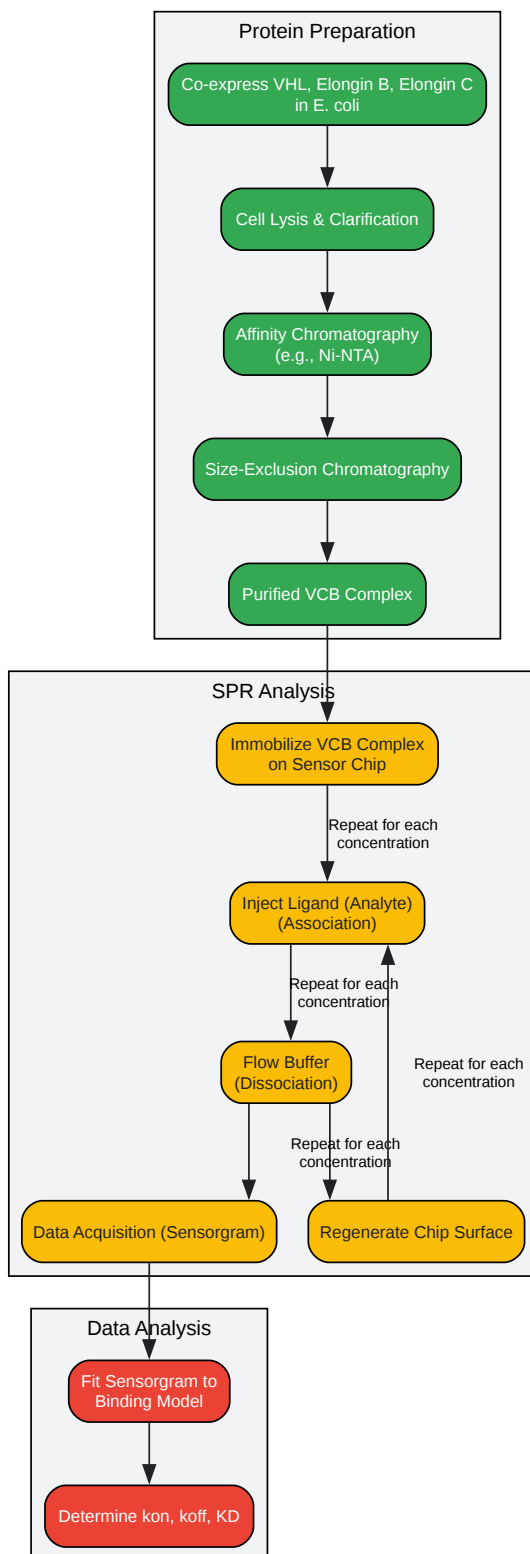 Protein Preparation
Co-express VHL, Elongin B, Elongin C
in E. coli
Cell Lysis & Clarification
Affinity Chromatography
(e.g., Ni-NTA)
Size-Exclusion Chromatography
Purified VCB Complex
SPR Analysis
Immobilize VCB Complex
on Sensor Chip
Repeat for each
concentration
Inject Ligand (Analyte)
(Association)
Repeat for each
concentration
Flow Buffer
(Dissociation)
Repeat for each
concentration
Repeat for each
concentration
Data Acquisition (Sensorgram)
Regenerate Chip Surface
Data Analysis
Fit Sensorgram to
Binding Model
Determine kon, koff, KD